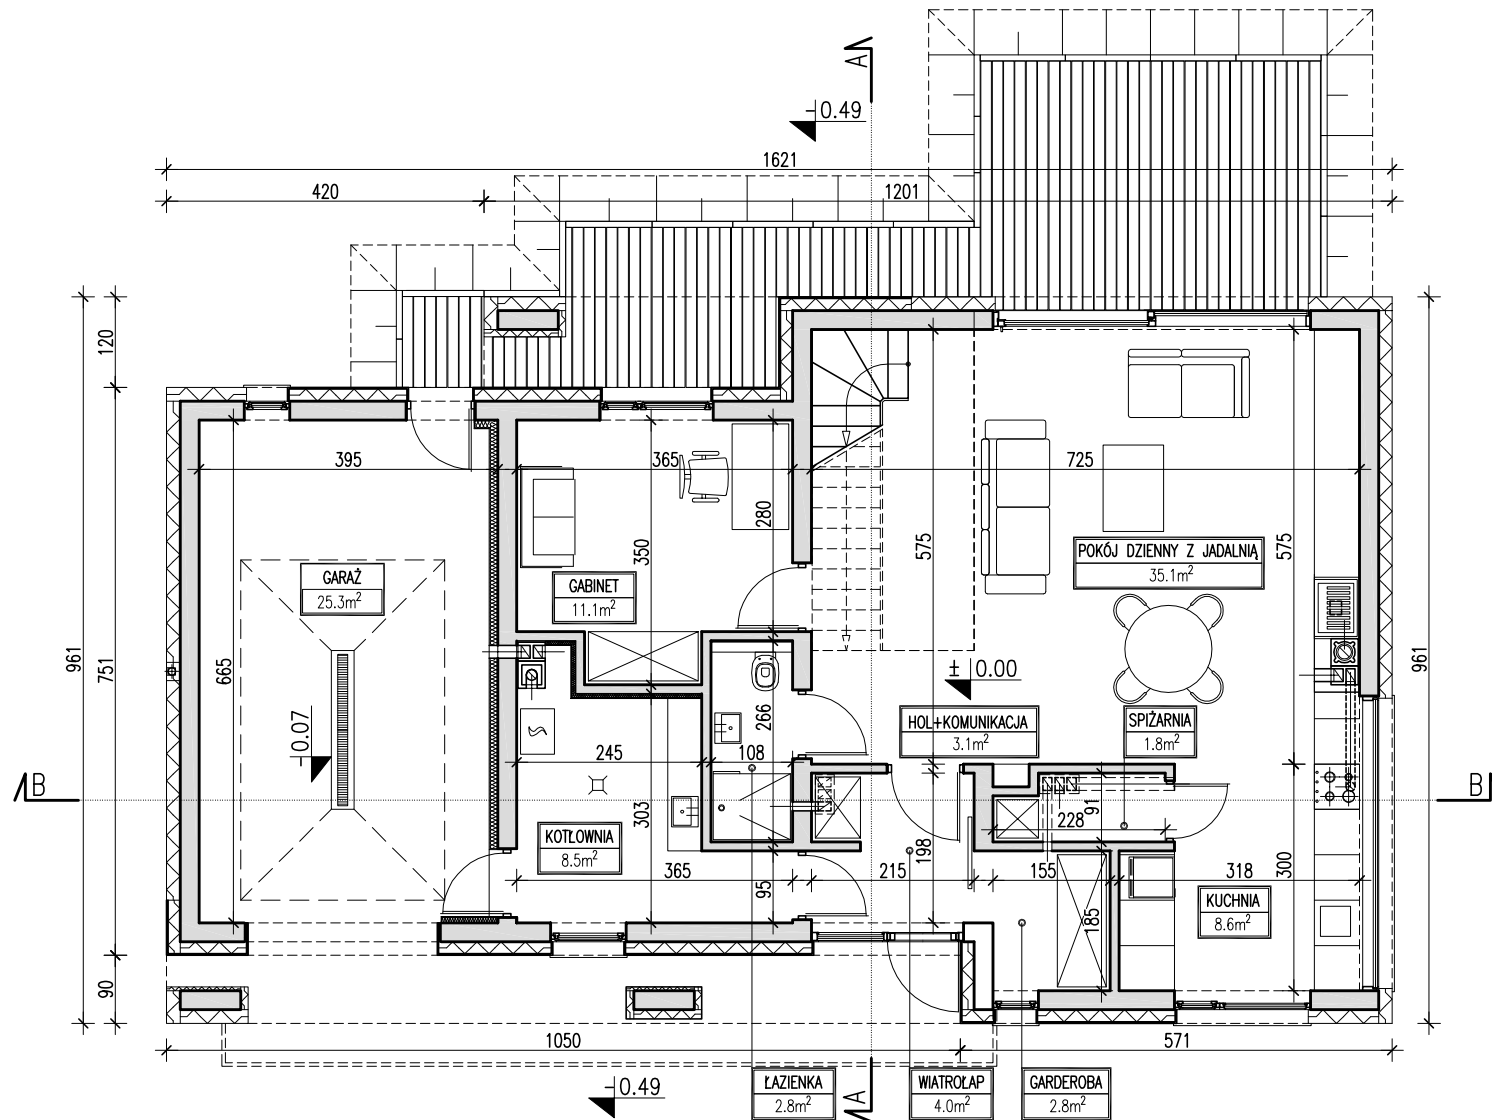 A
-0.49
1621
420
1201
120
395
365
725
280
350
575
575
POKÓJ DZIENNY Z JADALNIĄ
35.1m²
GARAŻ
25.3m²
GABINET
11.1m²
961
751
665
961
± 0.00
266
HOL+KOMUNIKACJA
3.1m²
SPIŻARNIA
1.8m²
-0.07
245
108
B
B
303
91
228
KOTŁOWNIA
8.5m²
198
365
95
215
155
318
300
185
KUCHNIA
8.6m²
90
1050
571
-0.49
A
ŁAZIENKA
2.8m²
WIATROŁAP
4.0m²
GARDEROBA
2.8m²